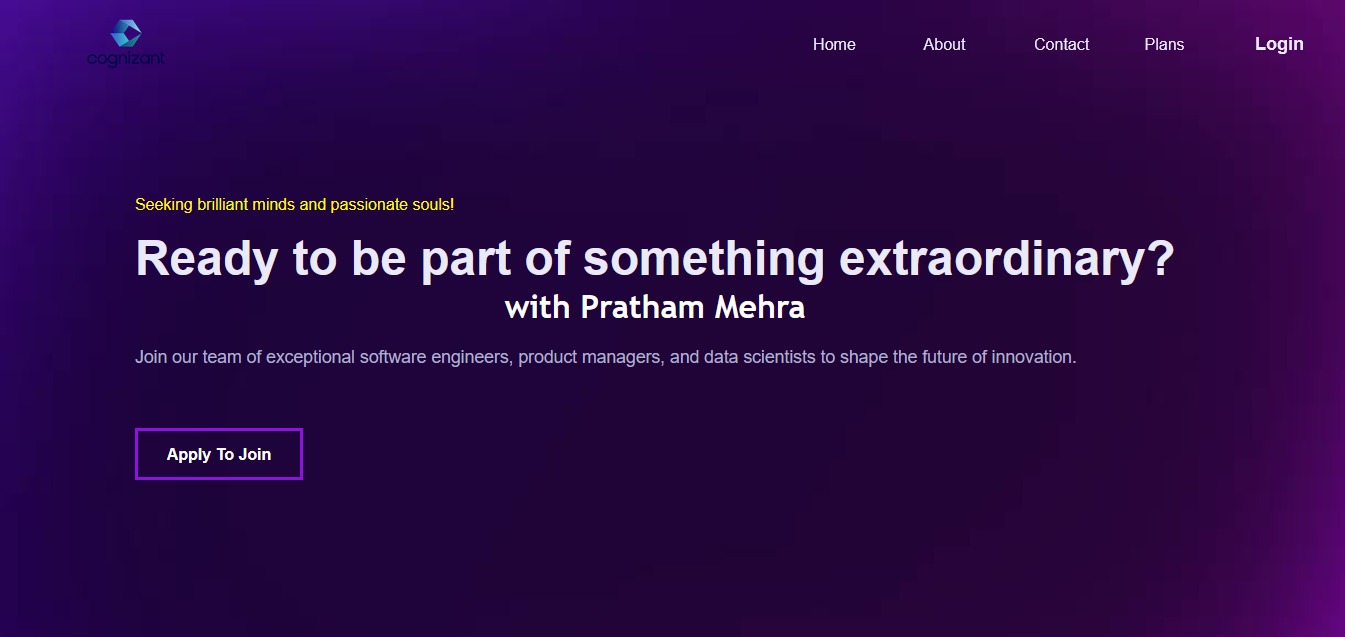 cognizant
Home About Contact Plans Login
Seeking brilliant minds and passionate souls!
Ready to be part of something extraordinary?
with Pratham Mehra
Join our team of exceptional software engineers, product managers, and data scientists to shape the future of innovation.
Apply To Join